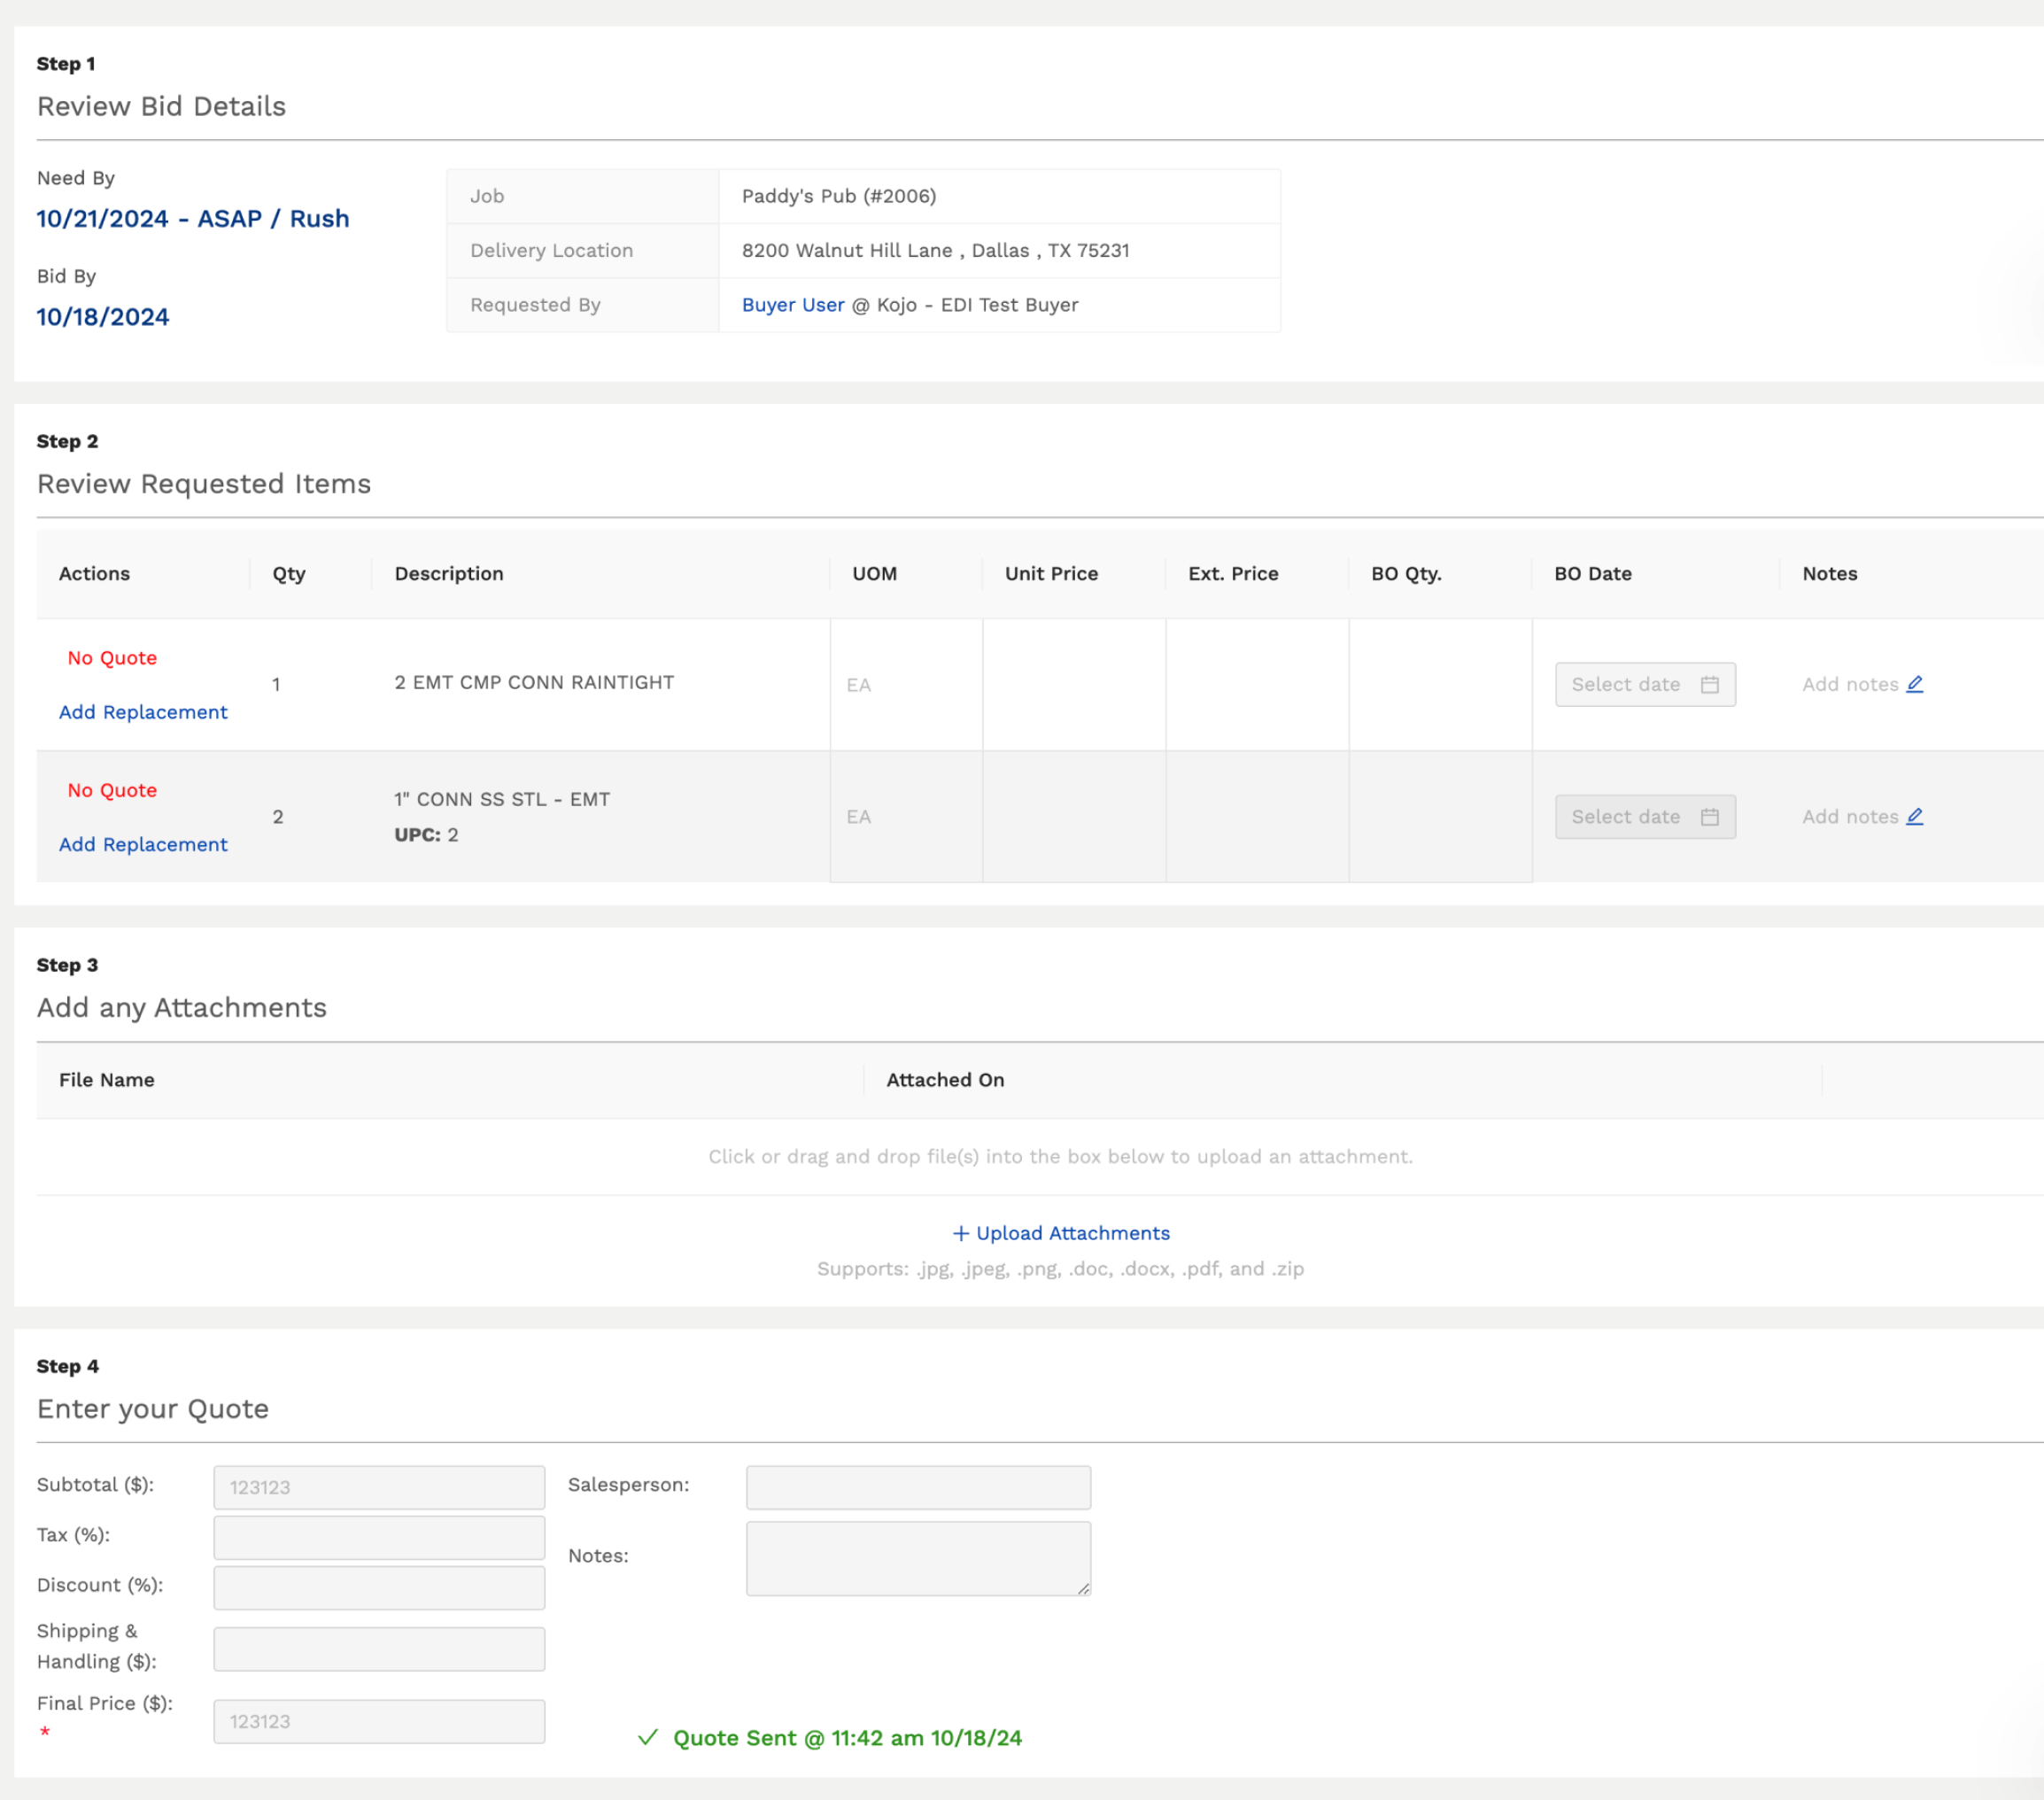 Step 1
Review Bid Details
Need By
10/21/2024 - ASAP / Rush
Bid By
10/18/2024
Job Paddy's Pub (#2006)
Delivery Location 8200 Walnut Hill Lane , Dallas , TX 75231
Requested By Buyer User @ Kojo - EDI Test Buyer
Step 2
Review Requested Items
Actions Qty Description UOM Unit Price Ext. Price BO Qty. BO Date Notes
No Quote
Add Replacement
1 2 EMT CMP CONN RAINTIGHT EA Select date Add notes
No Quote
Add Replacement
2 1" CONN SS STL - EMT
UPC: 2
EA Select date Add notes
Step 3
Add any Attachments
File Name Attached On
Click or drag and drop file(s) into the box below to upload an attachment.
+ Upload Attachments
Supports: .jpg, .jpeg, .png, .doc, .docx, .pdf, and .zip
Step 4
Enter your Quote
Subtotal ($): 123123
Tax (%):
Discount (%):
Shipping &
Handling ($):
Final Price ($):
* 123123
Salesperson:
Notes:
✓ Quote Sent @ 11:42 am 10/18/24